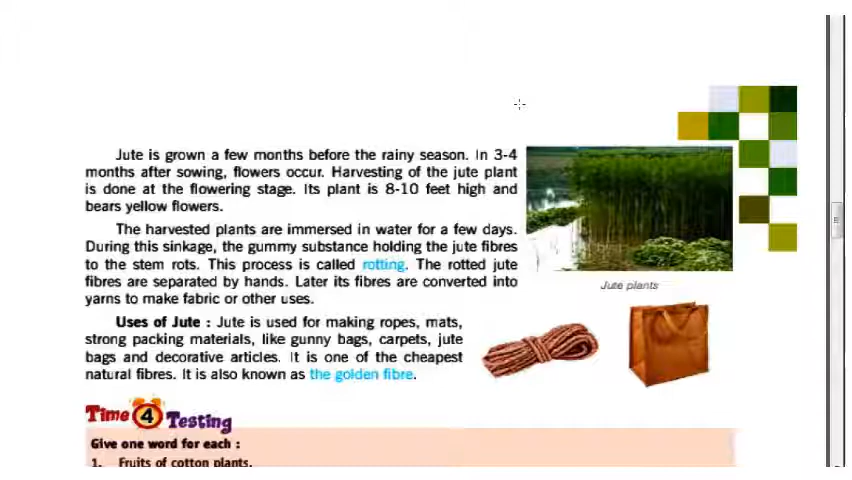 Jute is grown a few months before the rainy season. In 3-4
months after sowing, flowers occur. Harvesting of the jute plant
is done at the flowering stage. Its plant is 8-10 feet high and
bears yellow flowers.
The harvested plants are immersed in water for a few days.
During this sinkage, the gummy substance holding the jute fibres
to the stem rots. This process is called rotting. The rotted jute
fibres are separated by hands. Later its fibres are converted into
yarns to make fabric or other uses.
Jute plants
Uses of Jute : Jute is used for making ropes, mats,
strong packing materials, like gunny bags, carpets, jute
bags and decorative articles. It is one of the cheapest
natural fibres. It is also known as the golden fibre.
Time 4 Testing
Give one word for each :
1. Fruits of cotton plants.